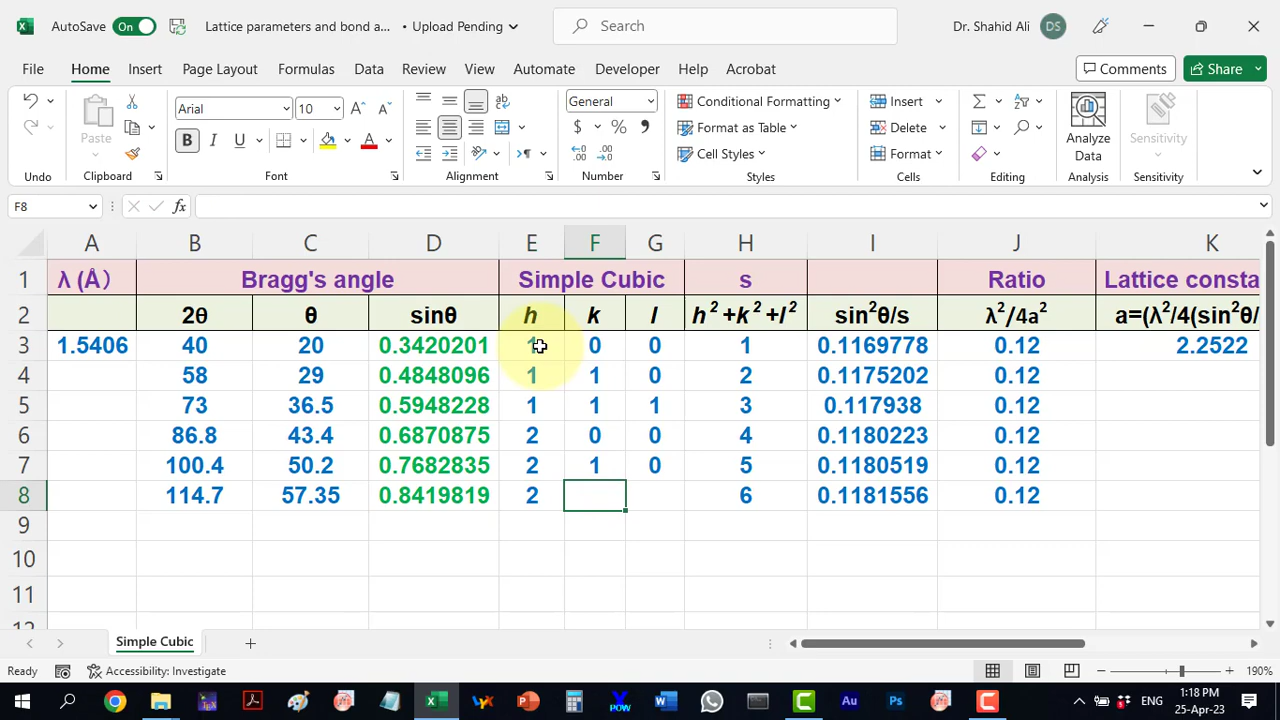 AutoSave On Lattice parameters and bond a... • Upload Pending Search Dr. Shahid Ali DS
File Home Insert Page Layout Formulas Data Review View Automate Developer Help Acrobat Comments Share
Paste Arial 10 General Conditional Formatting Insert Analyze Data Sensitivity
B I U A $ % Format as Table Delete
Cell Styles Format
Undo Clipboard Font Alignment Number Styles Cells Editing Analysis Sensitivity
F8 fx
A B C D E F G H I J K
1 λ (Å) Bragg's angle Simple Cubic s Ratio Lattice consta
2 2θ θ sinθ h k l h²+k²+l² sin²θ/s λ²/4a² a=(λ²/4(sin²θ/
3 1.5406 40 20 0.3420201 1 0 0 1 0.1169778 0.12 2.2522
4 58 29 0.4848096 1 1 0 2 0.1175202 0.12
5 73 36.5 0.5948228 1 1 1 3 0.117938 0.12
6 86.8 43.4 0.6870875 2 0 0 4 0.1180223 0.12
7 100.4 50.2 0.7682835 2 1 0 5 0.1180519 0.12
8 114.7 57.35 0.8419819 2 6 0.1181556 0.12
9
10
11
12
Simple Cubic
Ready Accessibility: Investigate 190%
ENG 1:18 PM
25-Apr-23